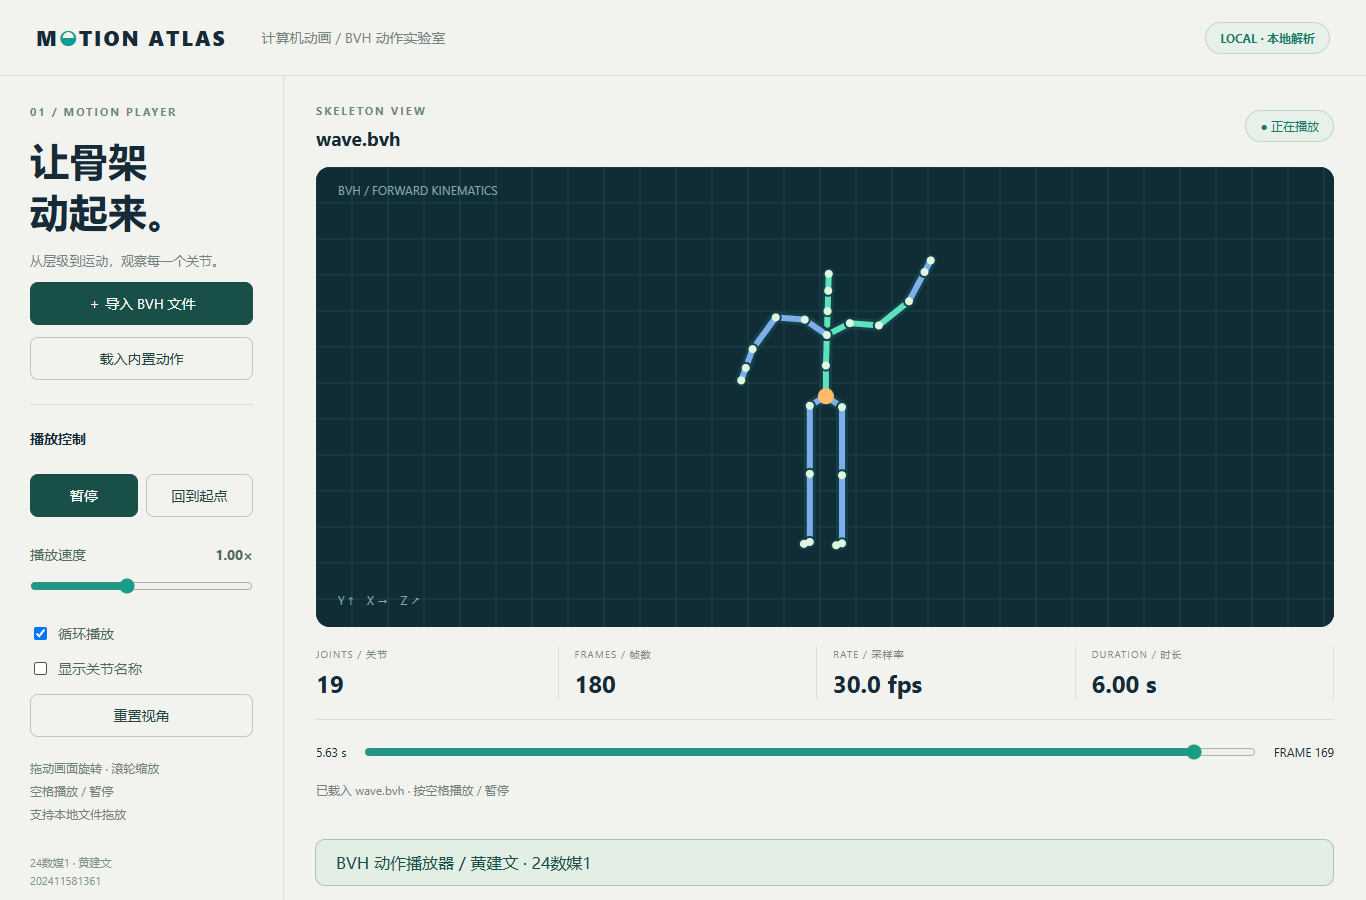 MOTION ATLAS
计算机动画 / BVH 动作实验室
LOCAL · 本地解析
01 / MOTION PLAYER
让骨架
动起来。
从层级到运动，观察每一个关节。
+ 导入 BVH 文件
载入内置动作
播放控制
暂停
回到起点
播放速度
1.00×
循环播放
显示关节名称
重置视角
拖动画面旋转 · 滚轮缩放
空格播放 / 暂停
支持本地文件拖放
24数媒1 · 黄建文
202411581361
SKELETON VIEW
wave.bvh
● 正在播放
BVH / FORWARD KINEMATICS
Y↑ X→ Z↗
JOINTS / 关节
19
FRAMES / 帧数
180
RATE / 采样率
30.0 fps
DURATION / 时长
6.00 s
5.63 s
FRAME 169
已载入 wave.bvh · 按空格播放 / 暂停
BVH 动作播放器 / 黄建文 · 24数媒1